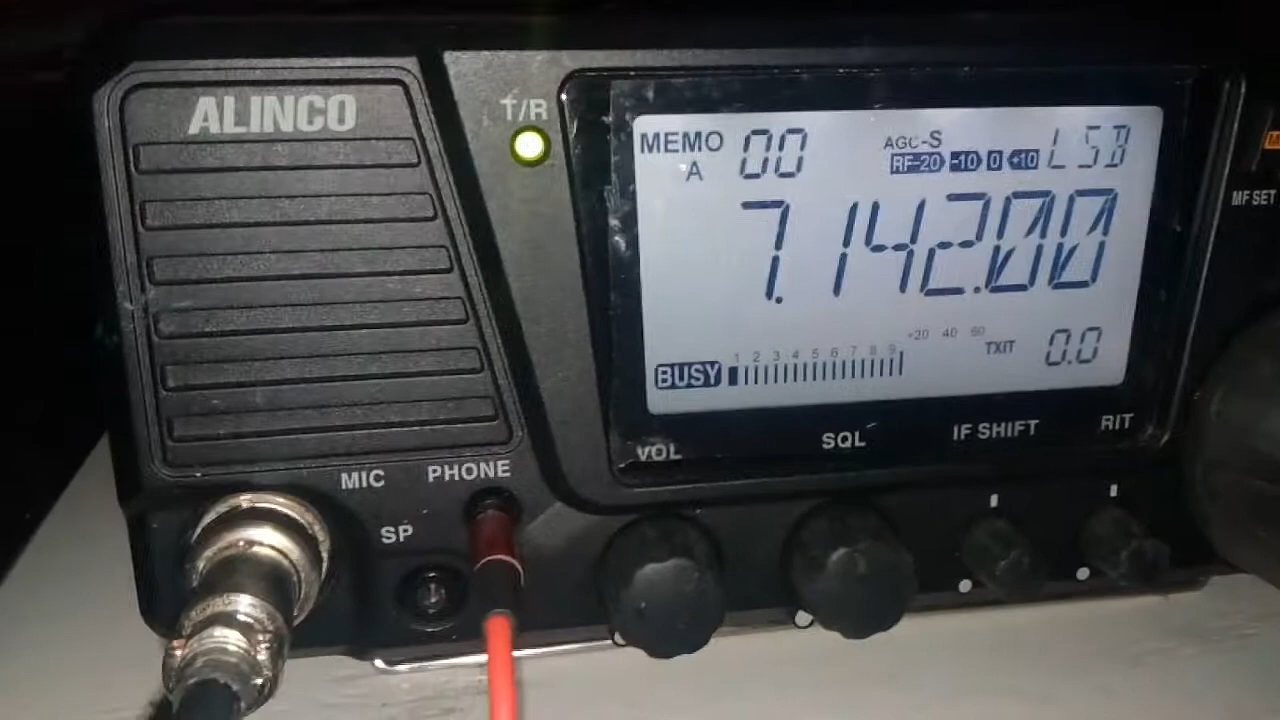 ALINCO
T/R
MEMO 00 AGC-S LSB
A RF-20 -10 0 +10
7.142.00
MF SET
+20 40 60
1 2 3 4 5 6 7 8 9 TXIT 0.0
BUSY
VOL SQL IF SHIFT RIT
MIC PHONE
SP